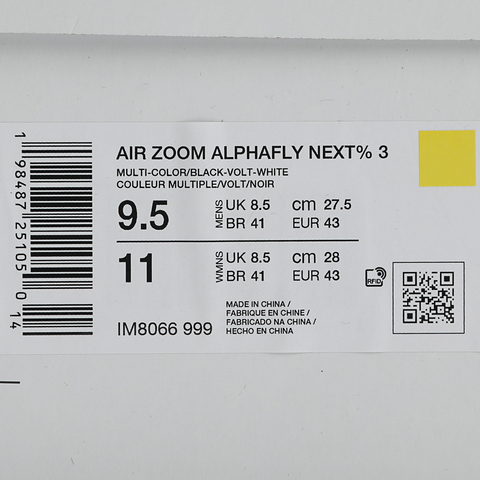 AIR ZOOM ALPHAFLY NEXT% 3
MULTI-COLOR/BLACK-VOLT-WHITE
COULEUR MULTIPLE/VOLT/NOIR
9.5 MENS UK 8.5 cm 27.5
BR 41 EUR 43
11 WMNS UK 8.5 cm 28
BR 41 EUR 43
RFID
IM8066 999
MADE IN CHINA /
FABRIQUE EN CHINE /
FABRICADO NA CHINA /
HECHO EN CHINA
1 98487 25105 0 14